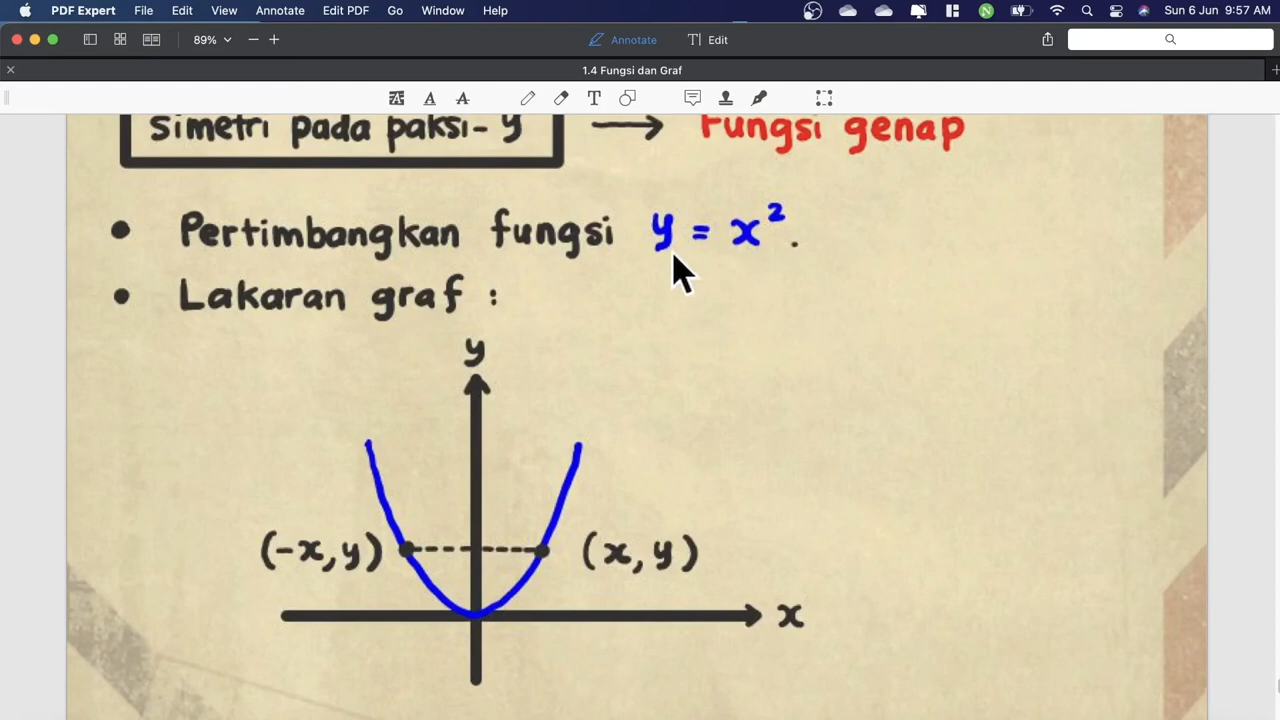 PDF Expert File Edit View Annotate Edit PDF Go Window Help Sun 6 Jun 9:57 AM
89% Annotate T Edit
1.4 Fungsi dan Graf
A A A T
simetri pada paksi-y → Fungsi genap
• Pertimbangkan fungsi y = x².
• Lakaran graf :
y
(-x, y) (x, y)
x